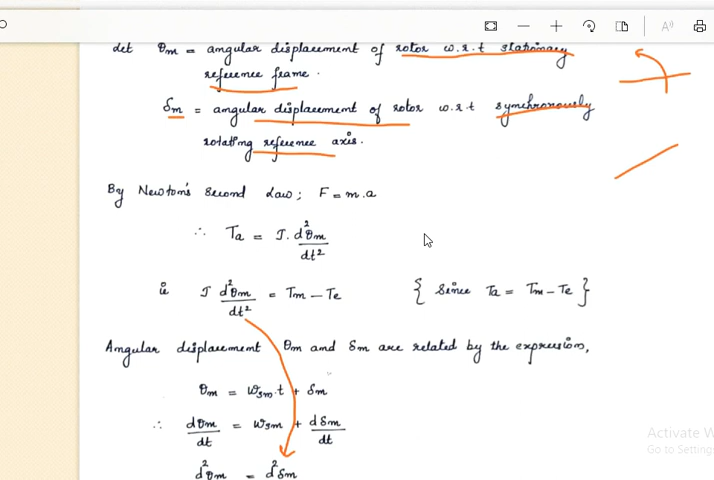 let θm = angular displacement of rotor w.r.t stationary
reference frame.
δm = angular displacement of rotor w.r.t synchronously
rotating reference axis.
By Newton's Second Law; F = m.a
∴ Ta = J. d²θm/dt²
ie J d²θm/dt² = Tm – Te { since Ta = Tm – Te }
Angular displacement θm and δm are related by the expression,
θm = ωsm.t + δm
∴ dθm/dt = ωsm + dδm/dt
d²θm = d²δm
Activate W
Go to Settings